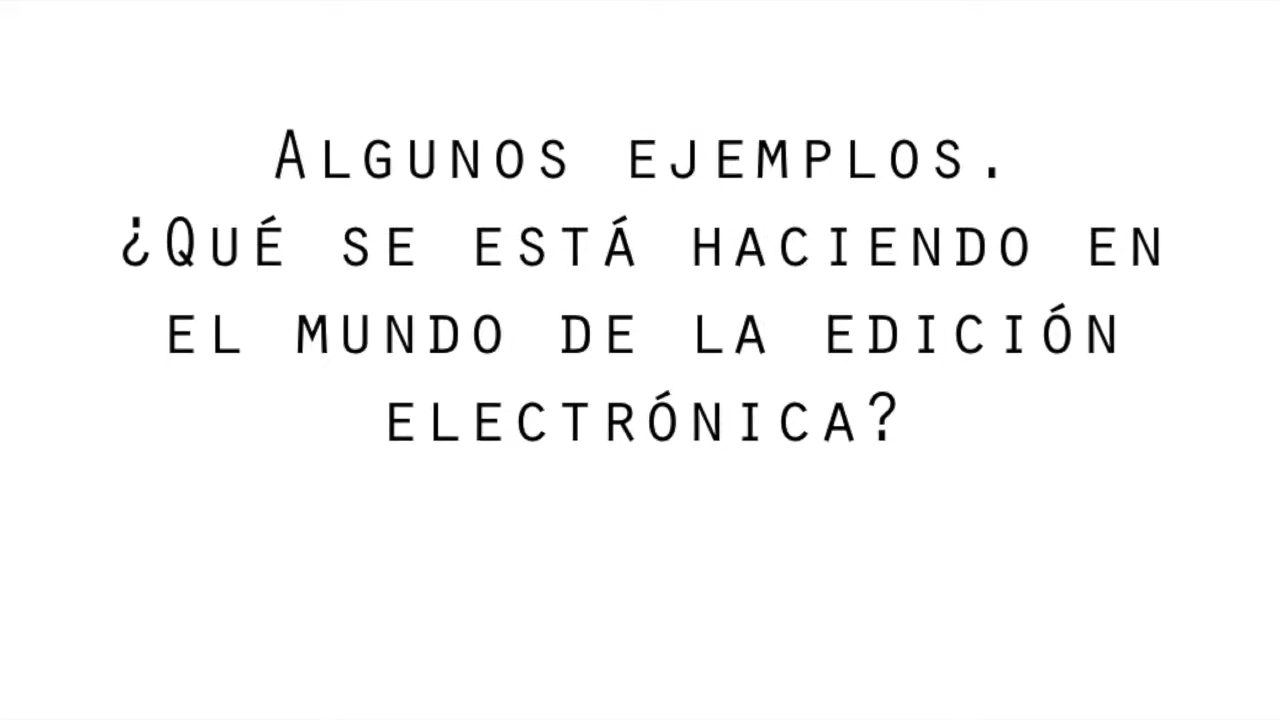 Algunos ejemplos.
¿Qué se está haciendo en
el mundo de la edición
electrónica?